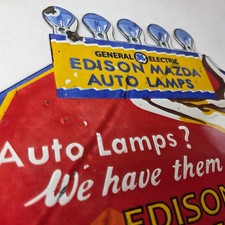 GENERAL GE ELECTRIC
EDISON MAZDA
AUTO LAMPS
Auto Lamps?
We have them
EDISON